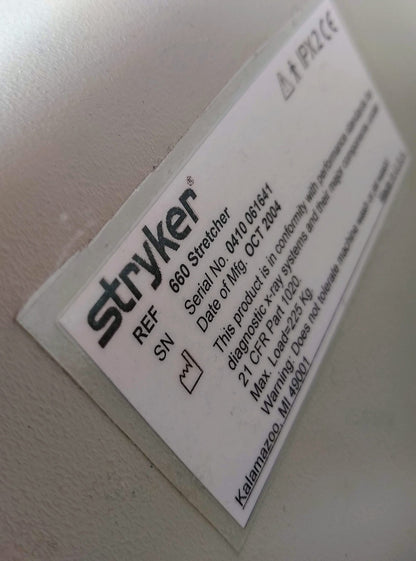 IPX2 CE
stryker®
REF 660 Stretcher
SN Serial No. 0410 061641
Date of Mfg. OCT 2004
This product is in conformity with performance standards for
diagnostic x-ray systems and their major components under
21 CFR Part 1020.
Max. Load=225 Kg.
Warning: Does not tolerate machine wash
Kalamazoo, MI 49001